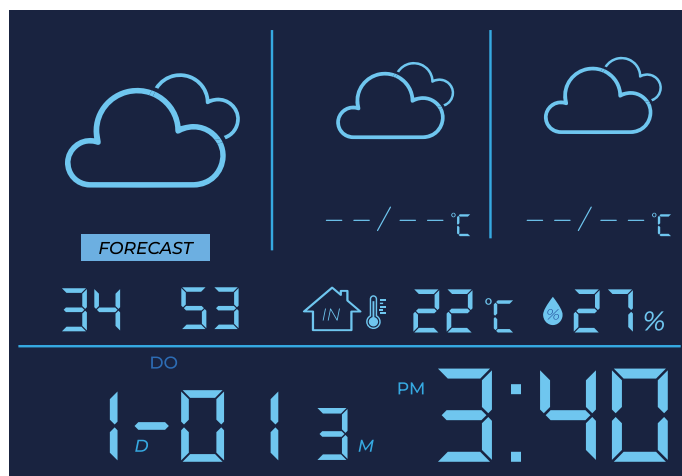 --/--°C --/--°C
FORECAST
34 53 IN 22°C % 27%
DO
PM
1-01 3 3:40
D M